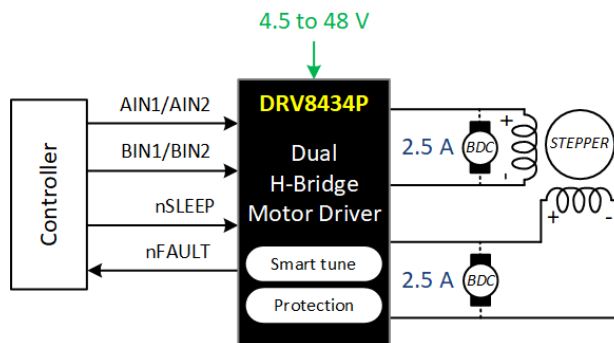 4.5 to 48 V
DRV8434P
Dual
H-Bridge
Motor Driver
Smart tune
Protection
Controller
AIN1/AIN2
BIN1/BIN2
nSLEEP
nFAULT
2.5 A
BDC
+
-
STEPPER
+ -
2.5 A
BDC